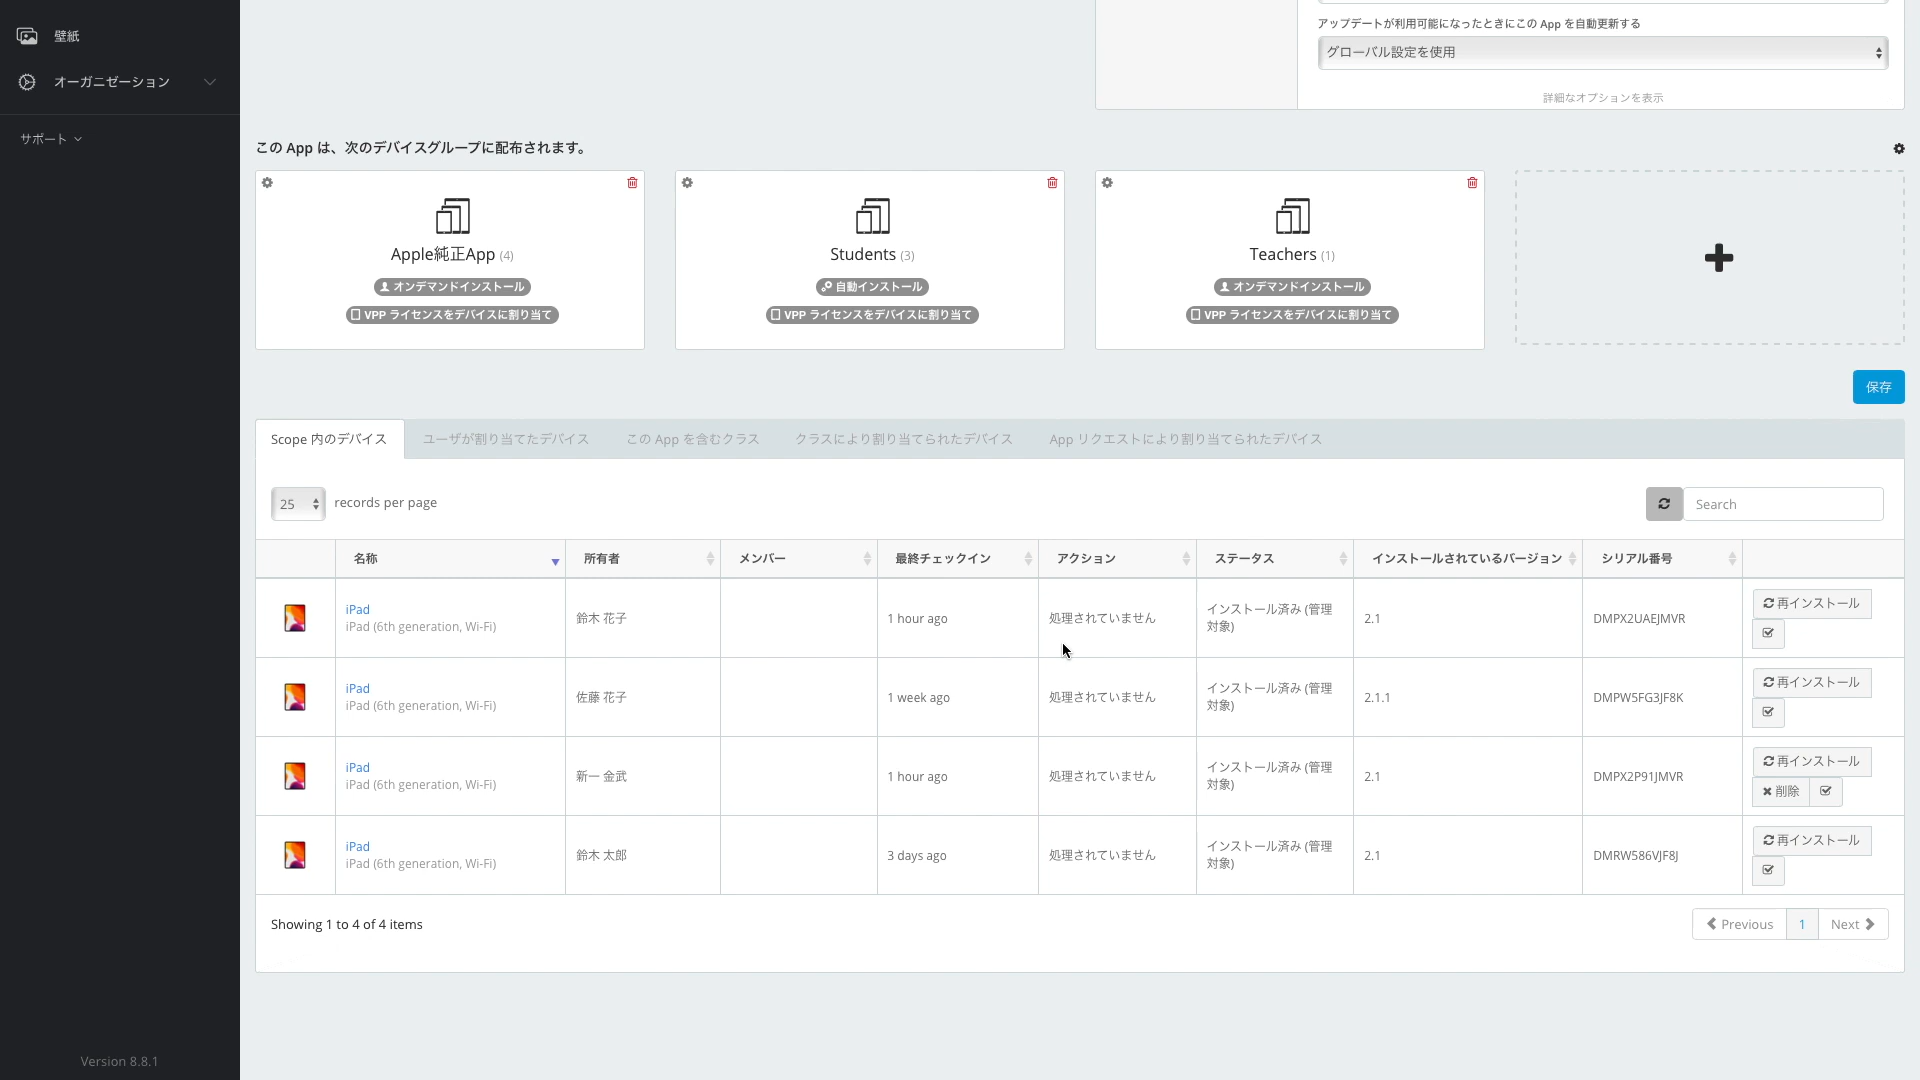 壁紙
オーガニゼーション
サポート
アップデートが利用可能になったときにこの App を自動更新する
グローバル設定を使用
詳細なオプションを表示
この App は、次のデバイスグループに配布されます。
Apple純正App (4)
オンデマンドインストール
VPP ライセンスをデバイスに割り当て
Students (3)
自動インストール
VPP ライセンスをデバイスに割り当て
Teachers (1)
オンデマンドインストール
VPP ライセンスをデバイスに割り当て
保存
Scope 内のデバイス ユーザが割り当てたデバイス この App を含むクラス クラスにより割り当てられたデバイス App リクエストにより割り当てられたデバイス
25 records per page Search
名称 所有者 メンバー 最終チェックイン アクション ステータス インストールされているバージョン シリアル番号
iPad
iPad (6th generation, Wi-Fi)
鈴木 花子
1 hour ago
処理されていません
インストール済み (管理
対象)
2.1
DMPX2UAEJMVR
再インストール
iPad
iPad (6th generation, Wi-Fi)
佐藤 花子
1 week ago
処理されていません
インストール済み (管理
対象)
2.1.1
DMPW5FG3JF8K
再インストール
iPad
iPad (6th generation, Wi-Fi)
新一 金武
1 hour ago
処理されていません
インストール済み (管理
対象)
2.1
DMPX2P91JMVR
再インストール
削除
iPad
iPad (6th generation, Wi-Fi)
鈴木 太郎
3 days ago
処理されていません
インストール済み (管理
対象)
2.1
DMRW586VJF8J
再インストール
Showing 1 to 4 of 4 items
Previous 1 Next
Version 8.8.1